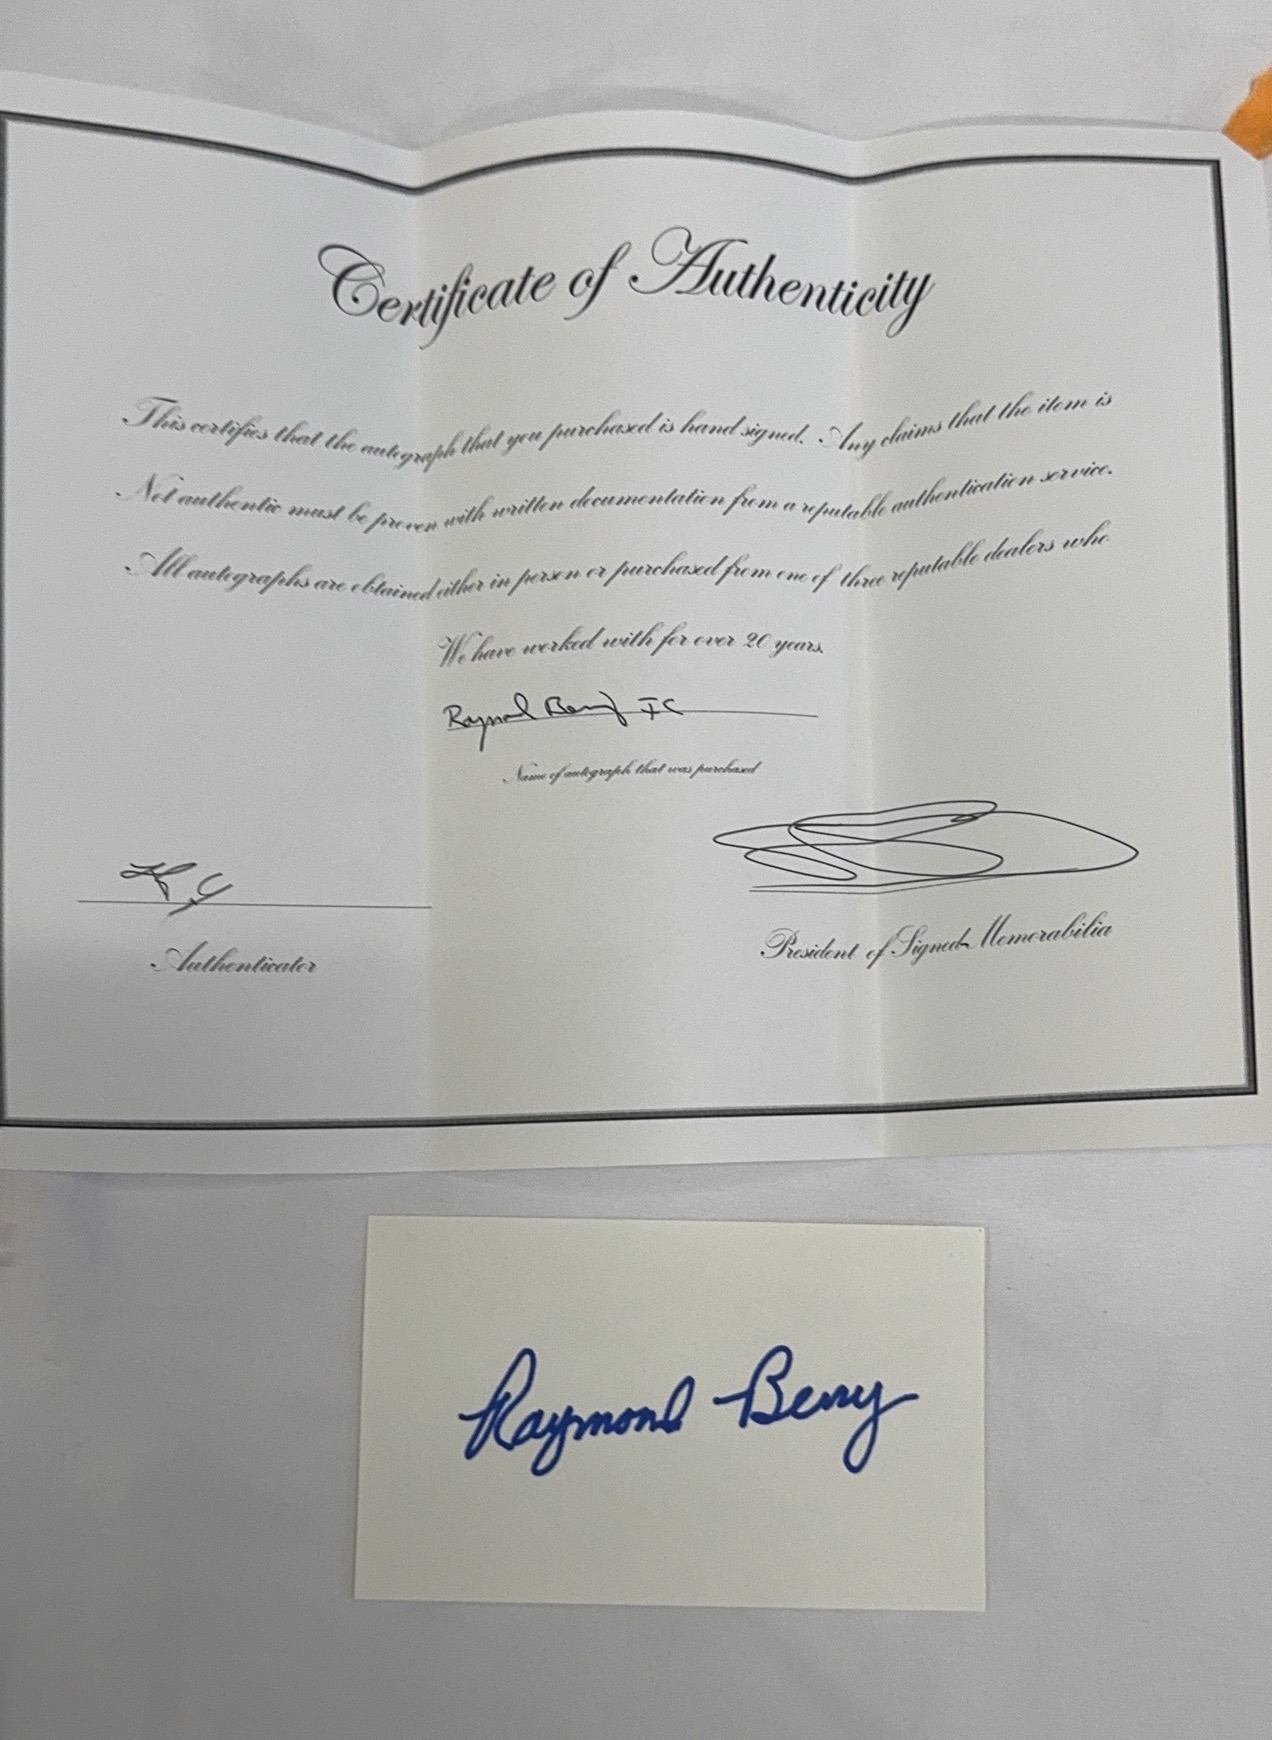 Certificate of Authenticity
This certifies that the autograph that you purchased is hand signed. Any claims that the item is
Not authentic must be proven with written documentation from a reputable authentication service.
All autographs are obtained either in person or purchased from one of three reputable dealers who
We have worked with for over 20 years.
Raymond Berry IC
Name of autograph that was purchased
Authenticator
President of Signed Memorabilia
Raymond Berry